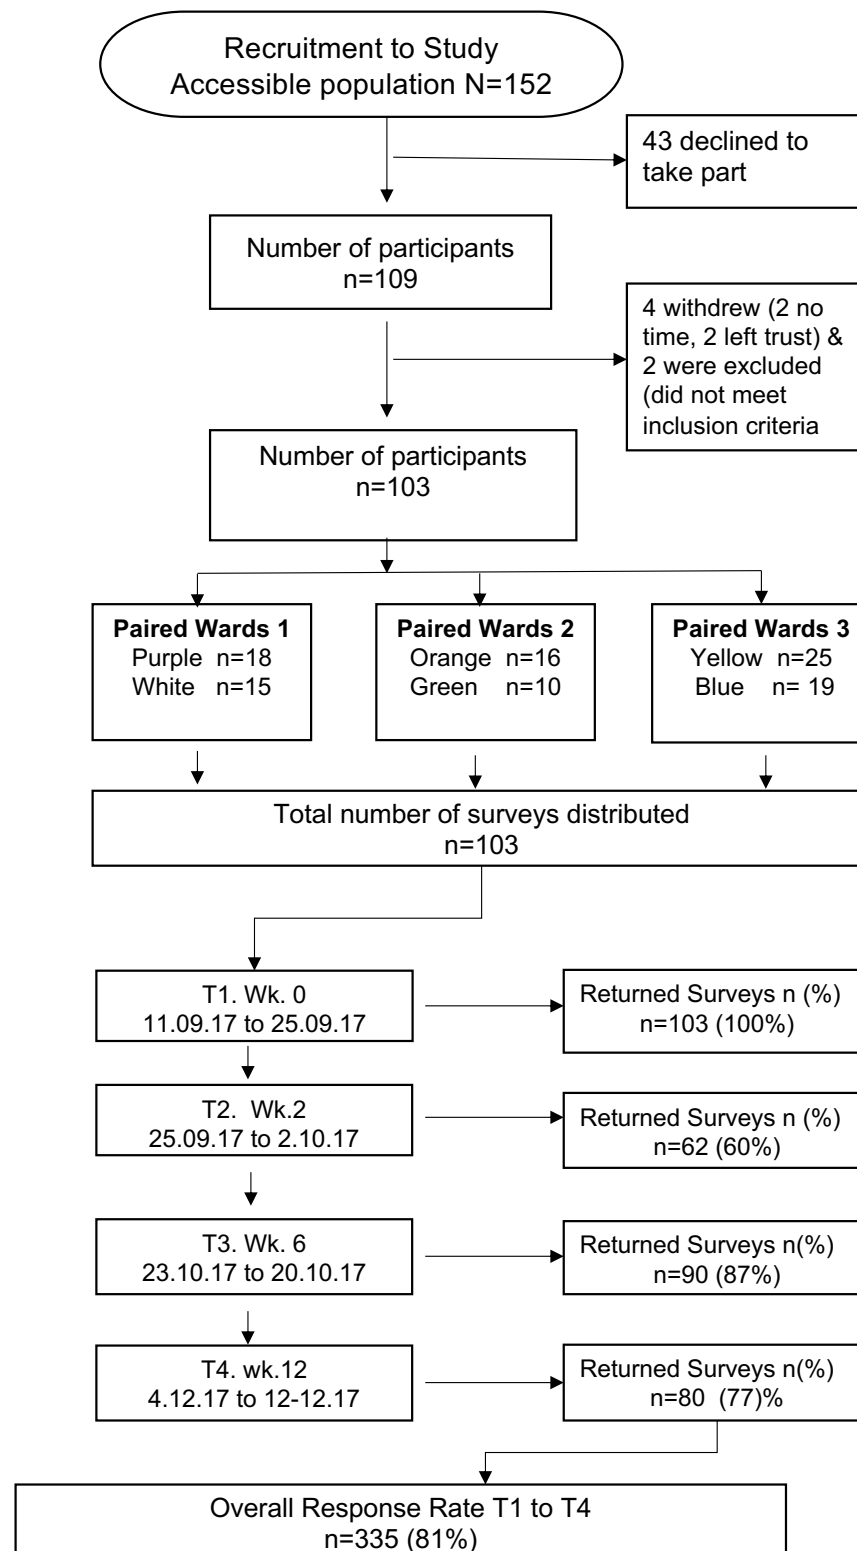 Recruitment to Study
Accessible population N=152
43 declined to
take part
Number of participants
n=109
4 withdrew (2 no
time, 2 left trust) &
2 were excluded
(did not meet
inclusion criteria
Number of participants
n=103
Paired Wards 1
Purple n=18
White n=15
Paired Wards 2
Orange n=16
Green n=10
Paired Wards 3
Yellow n=25
Blue n= 19
Total number of surveys distributed
n=103
T1. Wk. 0
11.09.17 to 25.09.17
Returned Surveys n (%)
n=103 (100%)
T2. Wk.2
25.09.17 to 2.10.17
Returned Surveys n (%)
n=62 (60%)
T3. Wk. 6
23.10.17 to 20.10.17
Returned Surveys n(%)
n=90 (87%)
T4. wk.12
4.12.17 to 12-12.17
Returned Surveys n(%)
n=80 (77)%
Overall Response Rate T1 to T4
n=335 (81%)